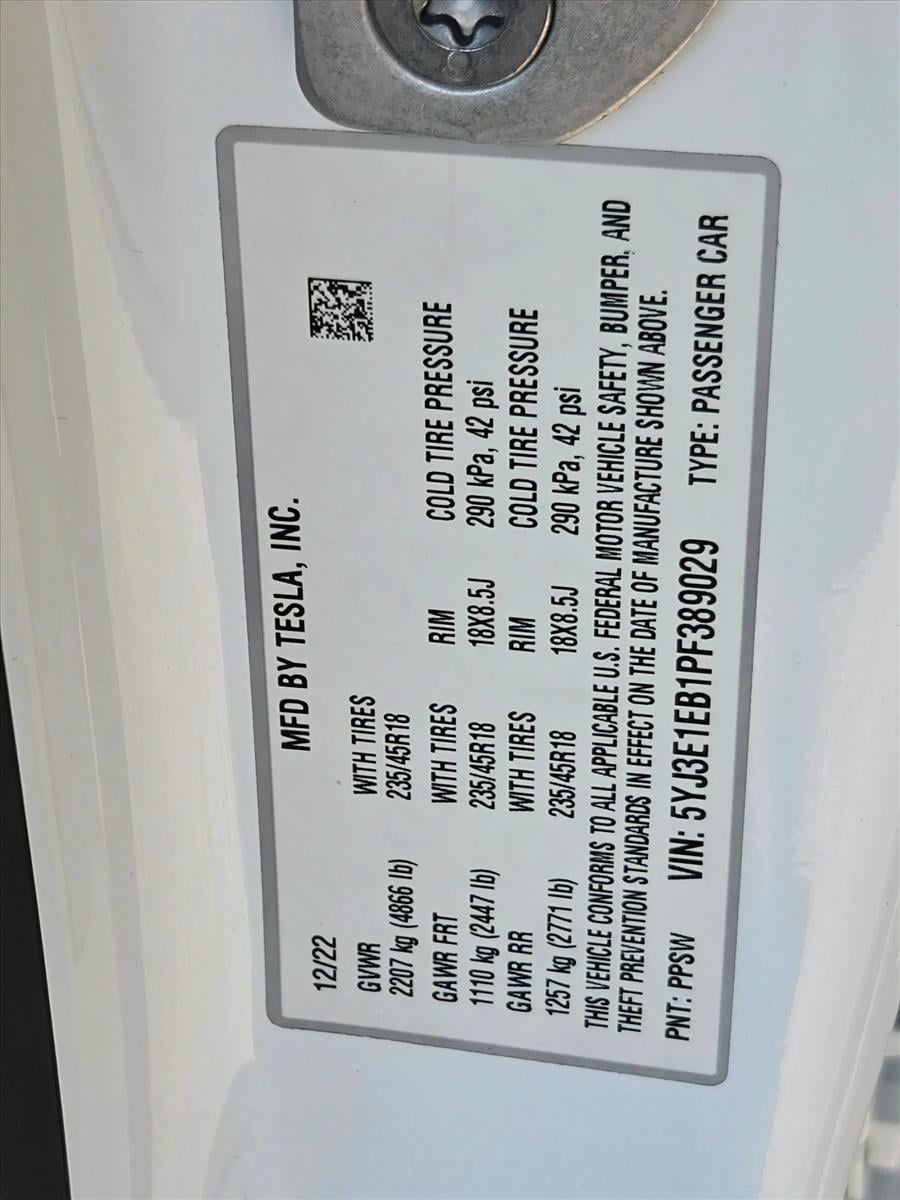 MFD BY TESLA, INC.
12/22
GVWR WITH TIRES
2207 kg (4866 lb) 235/45R18
GAWR FRT WITH TIRES RIM COLD TIRE PRESSURE
1110 kg (2447 lb) 235/45R18 18X8.5J 290 kPa, 42 psi
GAWR RR WITH TIRES RIM COLD TIRE PRESSURE
1257 kg (2771 lb) 235/45R18 18X8.5J 290 kPa, 42 psi
THIS VEHICLE CONFORMS TO ALL APPLICABLE U.S. FEDERAL MOTOR VEHICLE SAFETY, BUMPER, AND
THEFT PREVENTION STANDARDS IN EFFECT ON THE DATE OF MANUFACTURE SHOWN ABOVE.
PNT: PPSW VIN: 5YJ3E1EB1PF389029 TYPE: PASSENGER CAR